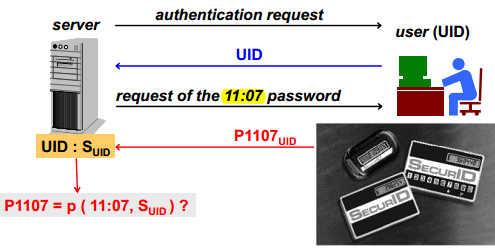 authentication request
server
user (UID)
UID
request of the 11:07 password
UID : SUID
P1107UID
P1107 = p ( 11:07, SUID ) ?
SECURID
SECURID